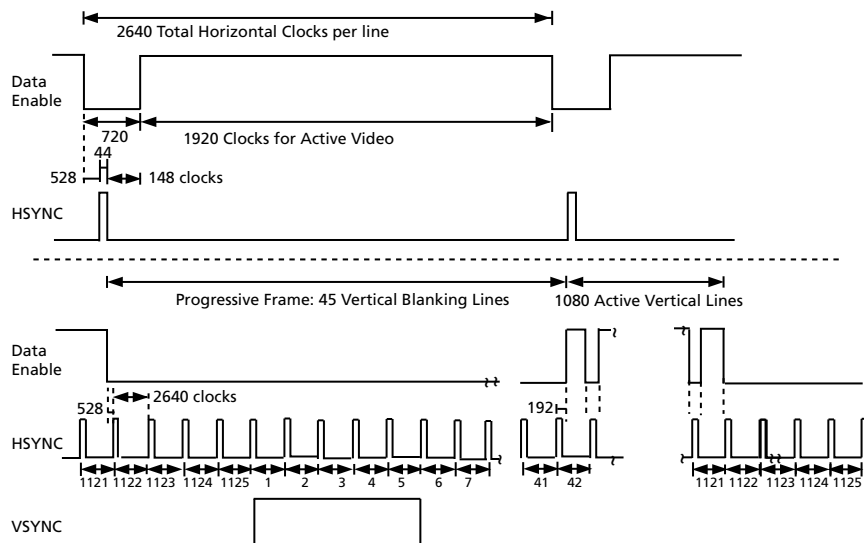 2640 Total Horizontal Clocks per line
Data
Enable
720
1920 Clocks for Active Video
44
528
148 clocks
HSYNC
Progressive Frame: 45 Vertical Blanking Lines
1080 Active Vertical Lines
Data
Enable
528
2640 clocks
192
HSYNC
1121 1122 1123 1124 1125 1 2 3 4 5 6 7 41 42 1121 1122 1123 1124 1125
VSYNC